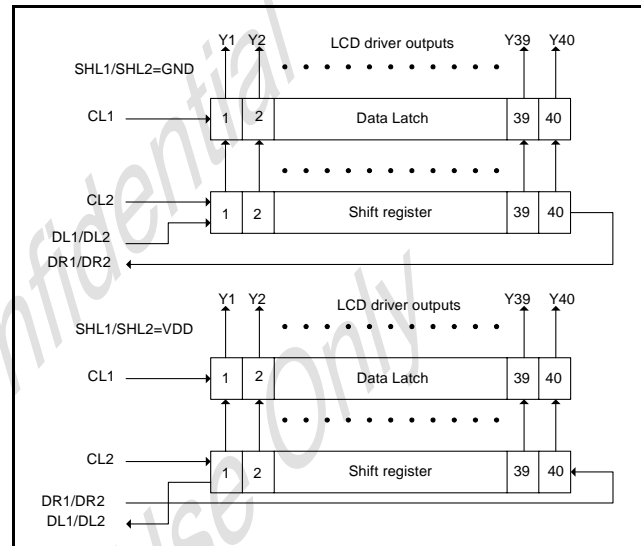 Y1 Y2 LCD driver outputs Y39 Y40
SHL1/SHL2=GND
CL1 1 2 Data Latch 39 40
CL2 1 2 Shift register 39 40
DL1/DL2
DR1/DR2
Y1 Y2 LCD driver outputs Y39 Y40
SHL1/SHL2=VDD
CL1 1 2 Data Latch 39 40
CL2 1 2 Shift register 39 40
DR1/DR2
DL1/DL2
Use Only